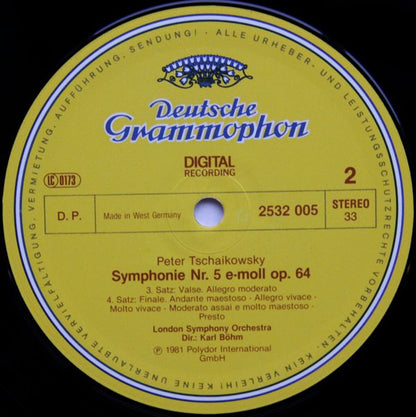 ALLE URHEBER- UND LEISTUNGSSCHUTZRECHTE VORBEHALTEN. KEIN VERLEIH! KEINE UNERLAUBTE VERVIELFÄLTIGUNG, VERMIETUNG, AUFFÜHRUNG, SENDUNG!
Deutsche
Grammophon
DIGITAL
RECORDING
LC 0173
2
D. P.
Made in West Germany
2532 005
STEREO
33
Peter Tschaikowsky
Symphonie Nr. 5 e-moll op. 64
3. Satz: Valse. Allegro moderato
4. Satz: Finale. Andante maestoso - Allegro vivace -
Molto vivace - Moderato assai e molto maestoso -
Presto
London Symphony Orchestra
Dir.: Karl Böhm
Ⓟ 1981 Polydor International
GmbH